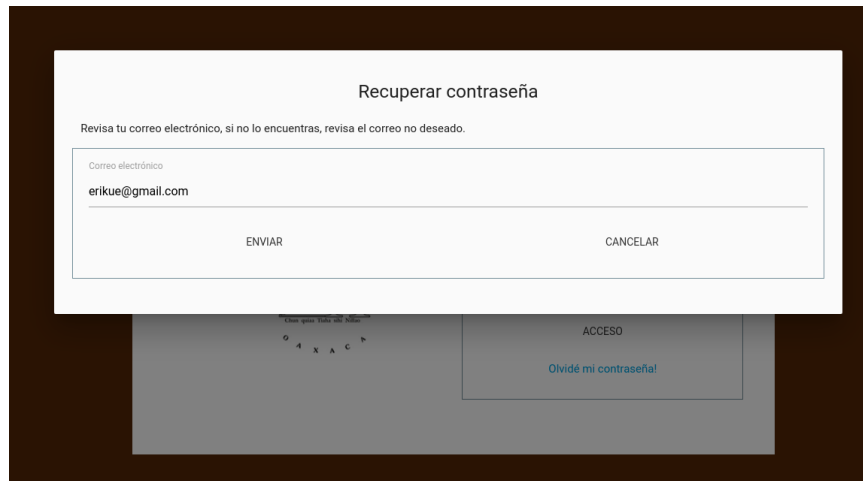 Recuperar contraseña
Revisa tu correo electrónico, si no lo encuentras, revisa el correo no deseado.
Correo electrónico
erikue@gmail.com
ENVIAR
CANCELAR
OAXACA
ACCESO
Olvidé mi contraseña!